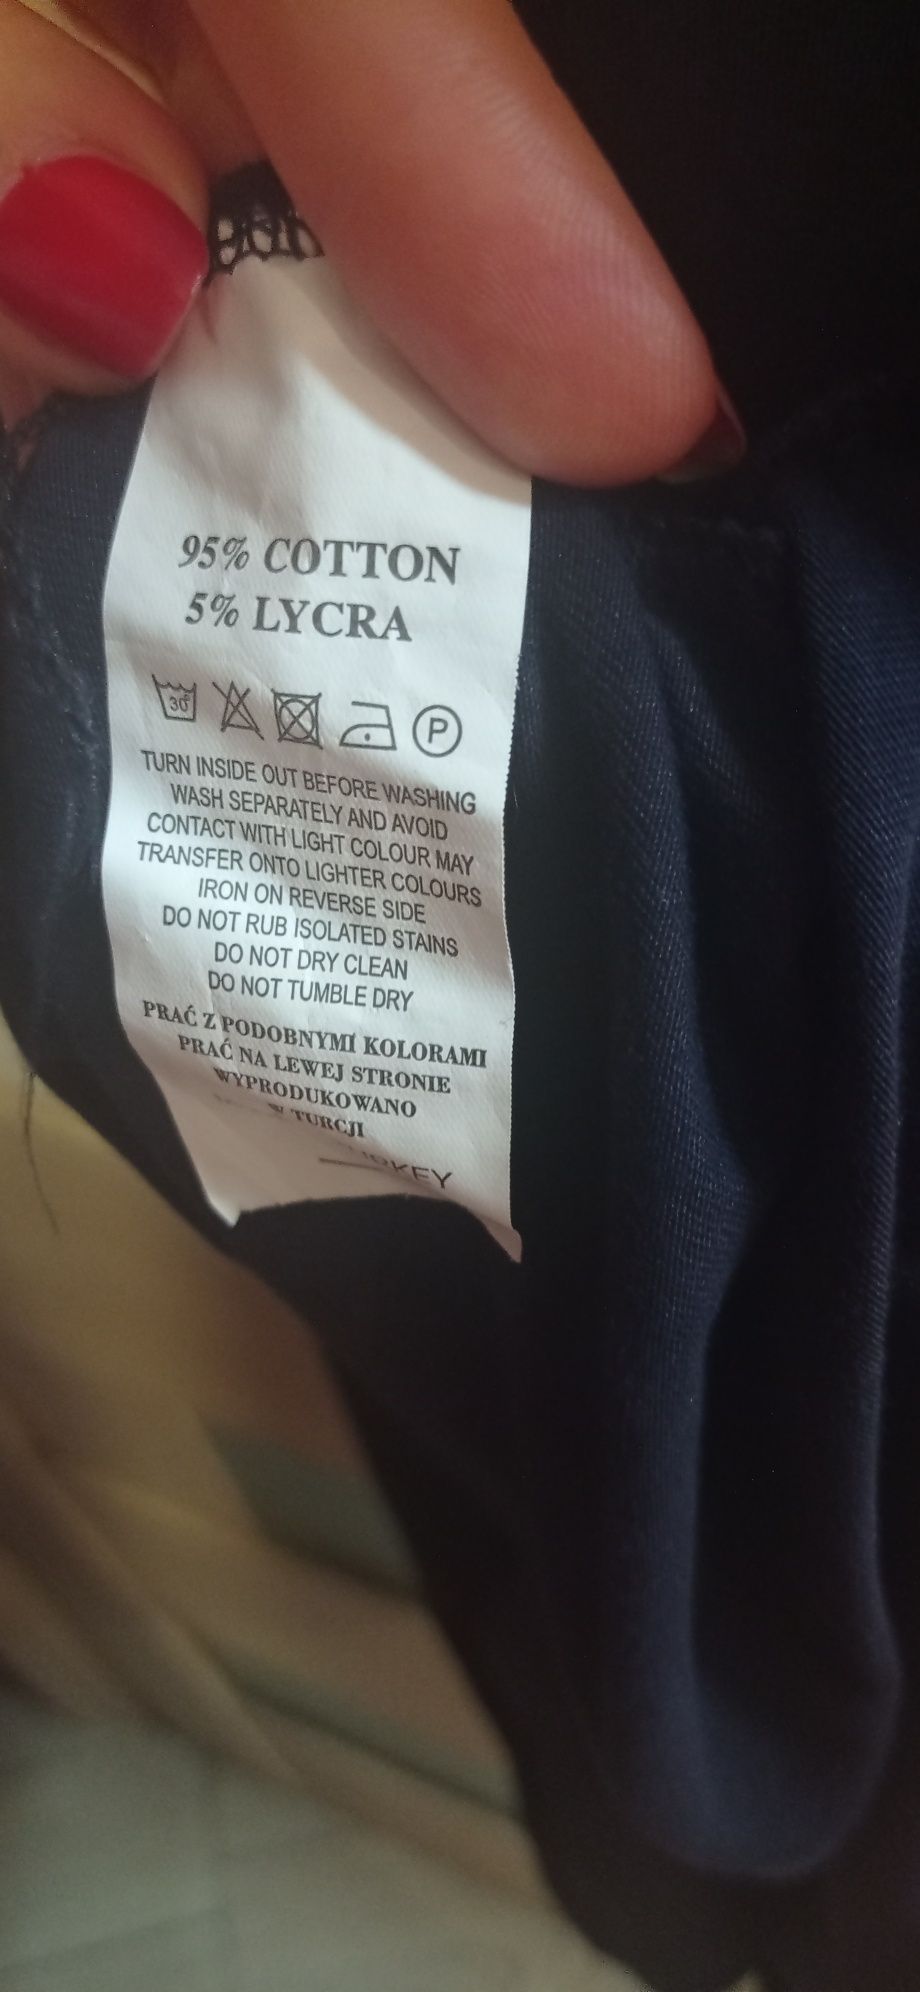 95% COTTON
5% LYCRA
30°
P
TURN INSIDE OUT BEFORE WASHING
WASH SEPARATELY AND AVOID
CONTACT WITH LIGHT COLOUR MAY
TRANSFER ONTO LIGHTER COLOURS
IRON ON REVERSE SIDE
DO NOT RUB ISOLATED STAINS
DO NOT DRY CLEAN
DO NOT TUMBLE DRY
PRAĆ Z PODOBNYMI KOLORAMI
PRAĆ NA LEWEJ STRONIE
WYPRODUKOWANO
W TURCJI